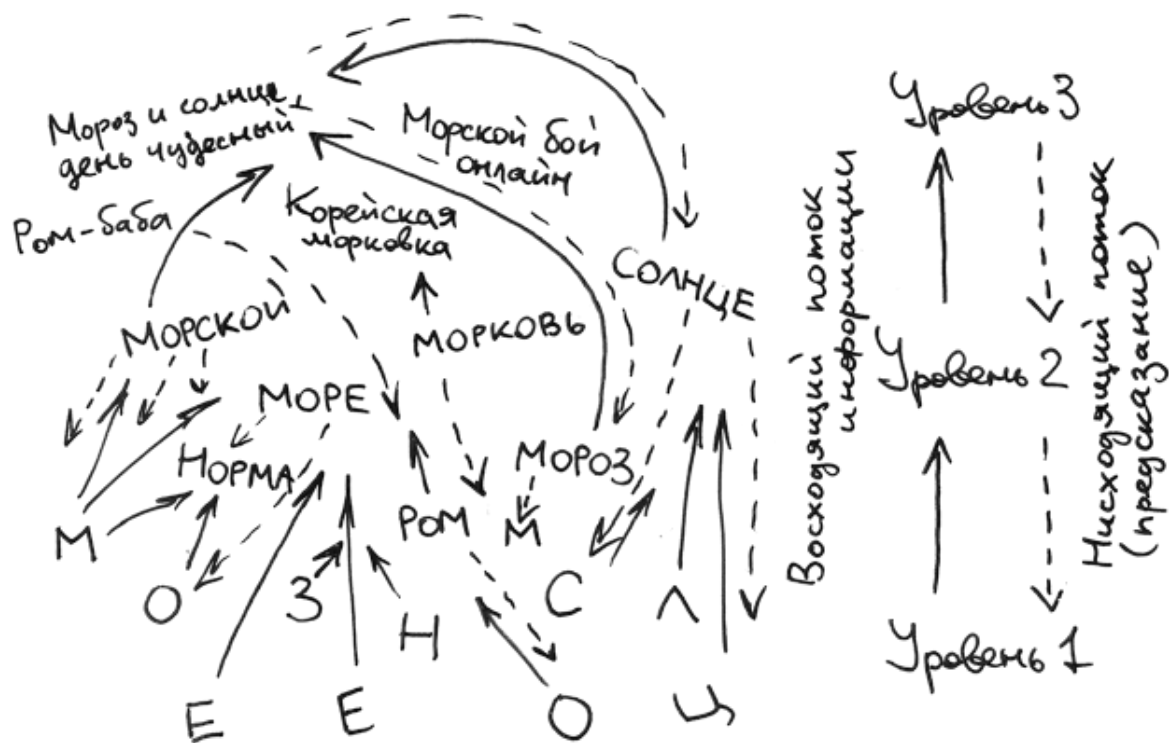 Мороз и солнце,
день чудесный
Ром-баба
Морской бой
онлайн
Корейская
морковка
СОЛНЦЕ
МОРСКОЙ
МОРКОВЬ
МОРЕ
НОРМА
МОРОЗ
М
РОМ
М
О
З
Н
С
Л
Е
Е
О
Ц
Восходящий поток
информации
Уровень 3
Уровень 2
Уровень 1
Нисходящий поток
(предсказание)